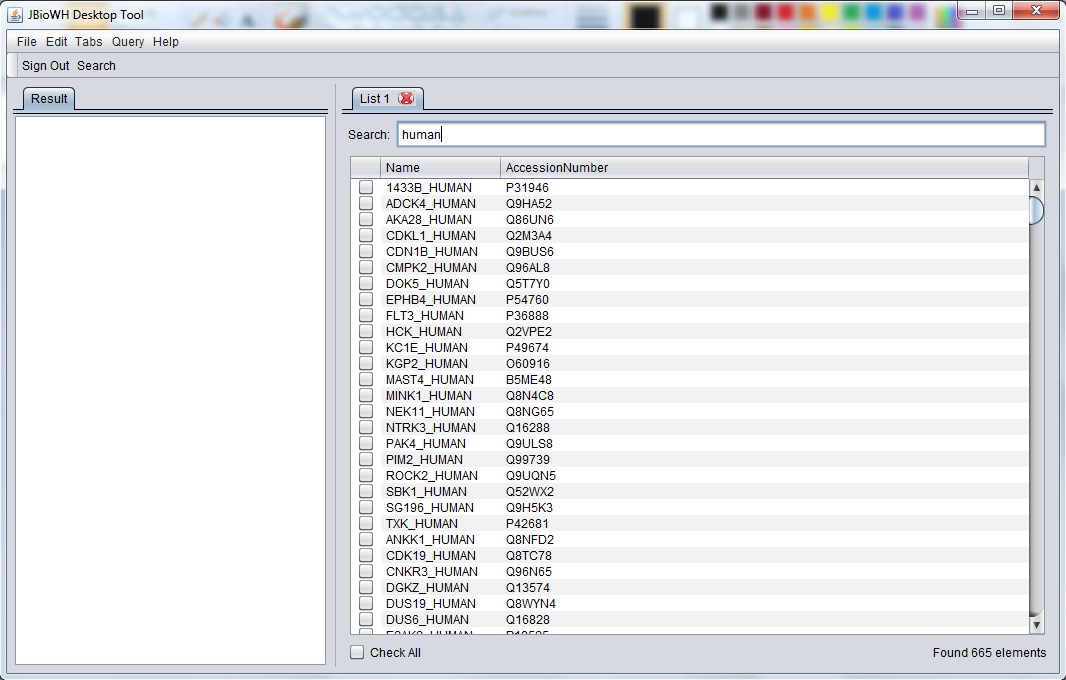 JBioWH Desktop Tool
File Edit Tabs Query Help
Sign Out Search
Result
List 1
Search: human
Name AccessionNumber
1433B_HUMAN P31946
ADCK4_HUMAN Q9HA52
AKA28_HUMAN Q86UN6
CDKL1_HUMAN Q2M3A4
CDN1B_HUMAN Q9BUS6
CMPK2_HUMAN Q96AL8
DOK5_HUMAN Q5T7Y0
EPHB4_HUMAN P54760
FLT3_HUMAN P36888
HCK_HUMAN Q2VPE2
KC1E_HUMAN P49674
KGP2_HUMAN O60916
MAST4_HUMAN B5ME48
MINK1_HUMAN Q8N4C8
NEK11_HUMAN Q8NG65
NTRK3_HUMAN Q16288
PAK4_HUMAN Q9ULS8
PIM2_HUMAN Q99739
ROCK2_HUMAN Q9UQN5
SBK1_HUMAN Q52WX2
SG196_HUMAN Q9H5K3
TXK_HUMAN P42681
ANKK1_HUMAN Q8NFD2
CDK19_HUMAN Q8TC78
CNKR3_HUMAN Q96N65
DGKZ_HUMAN Q13574
DUS19_HUMAN Q8WYN4
DUS6_HUMAN Q16828
Check All
Found 665 elements